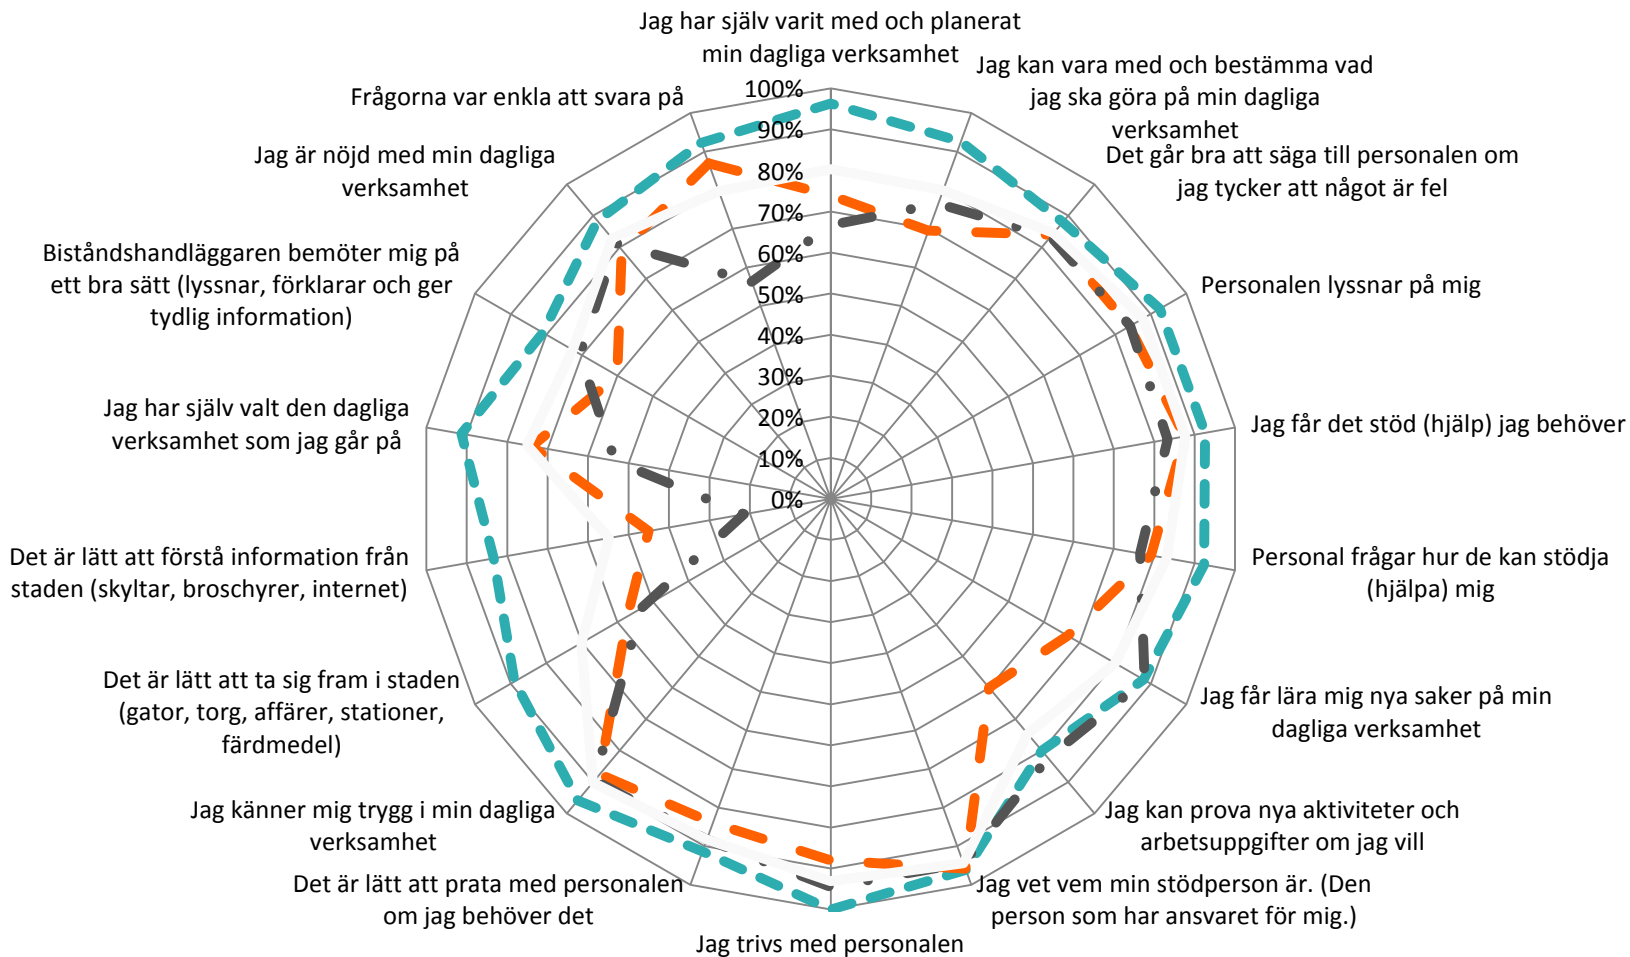 Jag har själv varit med och planerat
min dagliga verksamhet
Jag kan vara med och bestämma vad
jag ska göra på min dagliga
verksamhet
Det går bra att säga till personalen om
jag tycker att något är fel
Personalen lyssnar på mig
Jag får det stöd (hjälp) jag behöver
Personal frågar hur de kan stödja
(hjälpa) mig
Jag får lära mig nya saker på min
dagliga verksamhet
Jag kan prova nya aktiviteter och
arbetsuppgifter om jag vill
Jag vet vem min stödperson är. (Den
person som har ansvaret för mig.)
Jag trivs med personalen
Det är lätt att prata med personalen
om jag behöver det
Jag känner mig trygg i min dagliga
verksamhet
Det är lätt att ta sig fram i staden
(gator, torg, affärer, stationer,
färdmedel)
Det är lätt att förstå information från
staden (skyltar, broschyrer, internet)
Jag har själv valt den dagliga
verksamhet som jag går på
Biståndshandläggaren bemöter mig på
ett bra sätt (lyssnar, förklarar och ger
tydlig information)
Jag är nöjd med min dagliga
verksamhet
Frågorna var enkla att svara på
100%
90%
80%
70%
60%
50%
40%
30%
20%
10%
0%